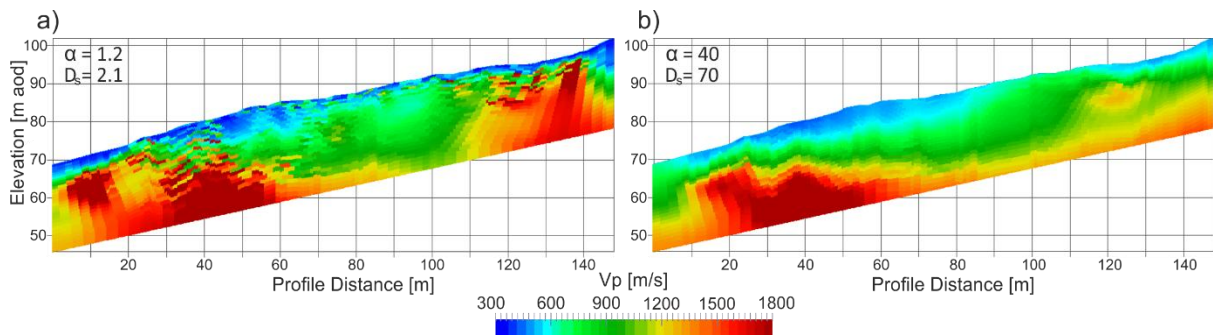 a)
α = 1.2
Dₛ= 2.1
Elevation [m aod]
100
90
80
70
60
50
20 40 60 80 100 120 140
Profile Distance [m]
b)
α = 40
Dₛ= 70
100
90
80
70
60
50
20 40 60 80 100 120 140
Profile Distance [m]
Vp [m/s]
300 600 900 1200 1500 1800